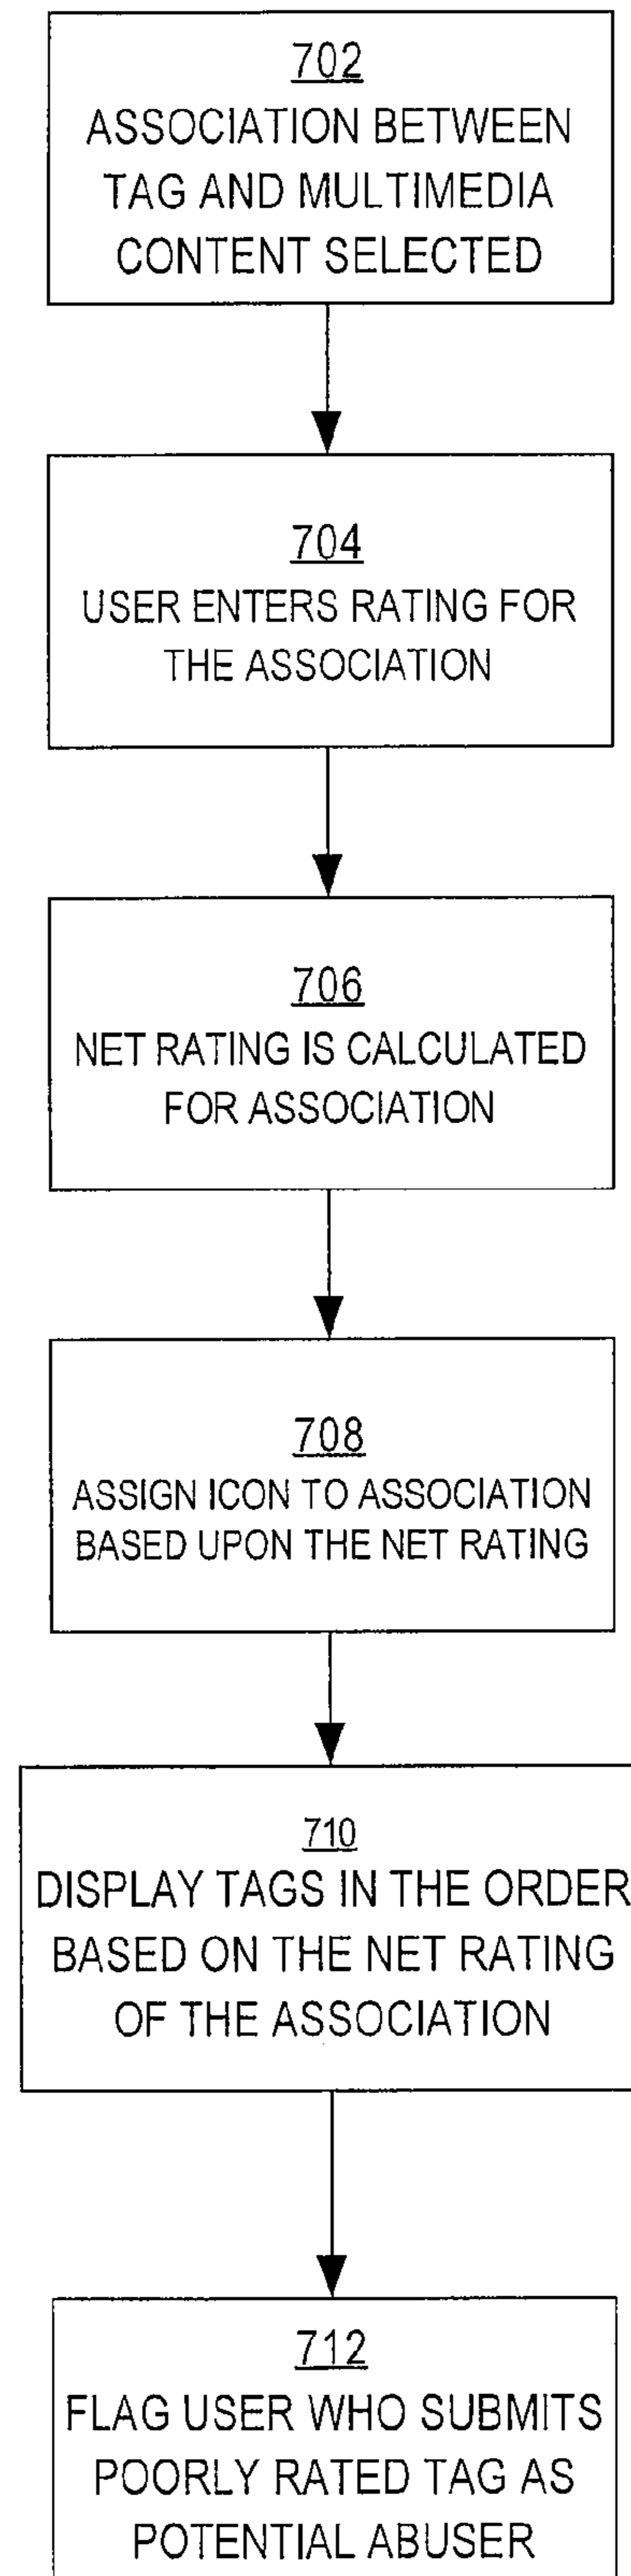 702
ASSOCIATION BETWEEN
TAG AND MULTIMEDIA
CONTENT SELECTED
704
USER ENTERS RATING FOR
THE ASSOCIATION
706
NET RATING IS CALCULATED
FOR ASSOCIATION
708
ASSIGN ICON TO ASSOCIATION
BASED UPON THE NET RATING
710
DISPLAY TAGS IN THE ORDER
BASED ON THE NET RATING
OF THE ASSOCIATION
712
FLAG USER WHO SUBMITS
POORLY RATED TAG AS
POTENTIAL ABUSER